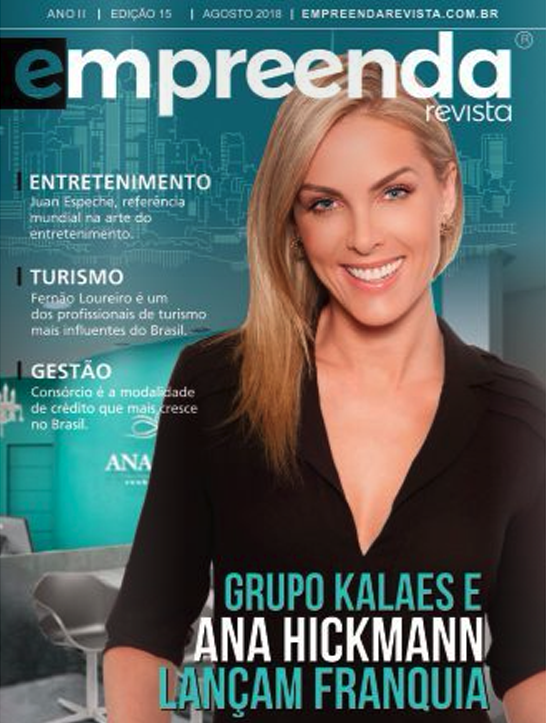 ANO II | EDIÇÃO 15 | AGOSTO 2018 | EMPREENDAREVISTA.COM.BR
empreenda®
revista
ENTRETENIMENTO
Juan Espeche, referência
mundial na arte do
entretenimento.
TURISMO
Fernão Loureiro é um
dos profissionais de turismo
mais influentes do Brasil.
GESTÃO
Consórcio é a modalidade
de crédito que mais cresce
no Brasil.
ANA
GRUPO KALAES E
ANA HICKMANN
LANÇAM FRANQUIA